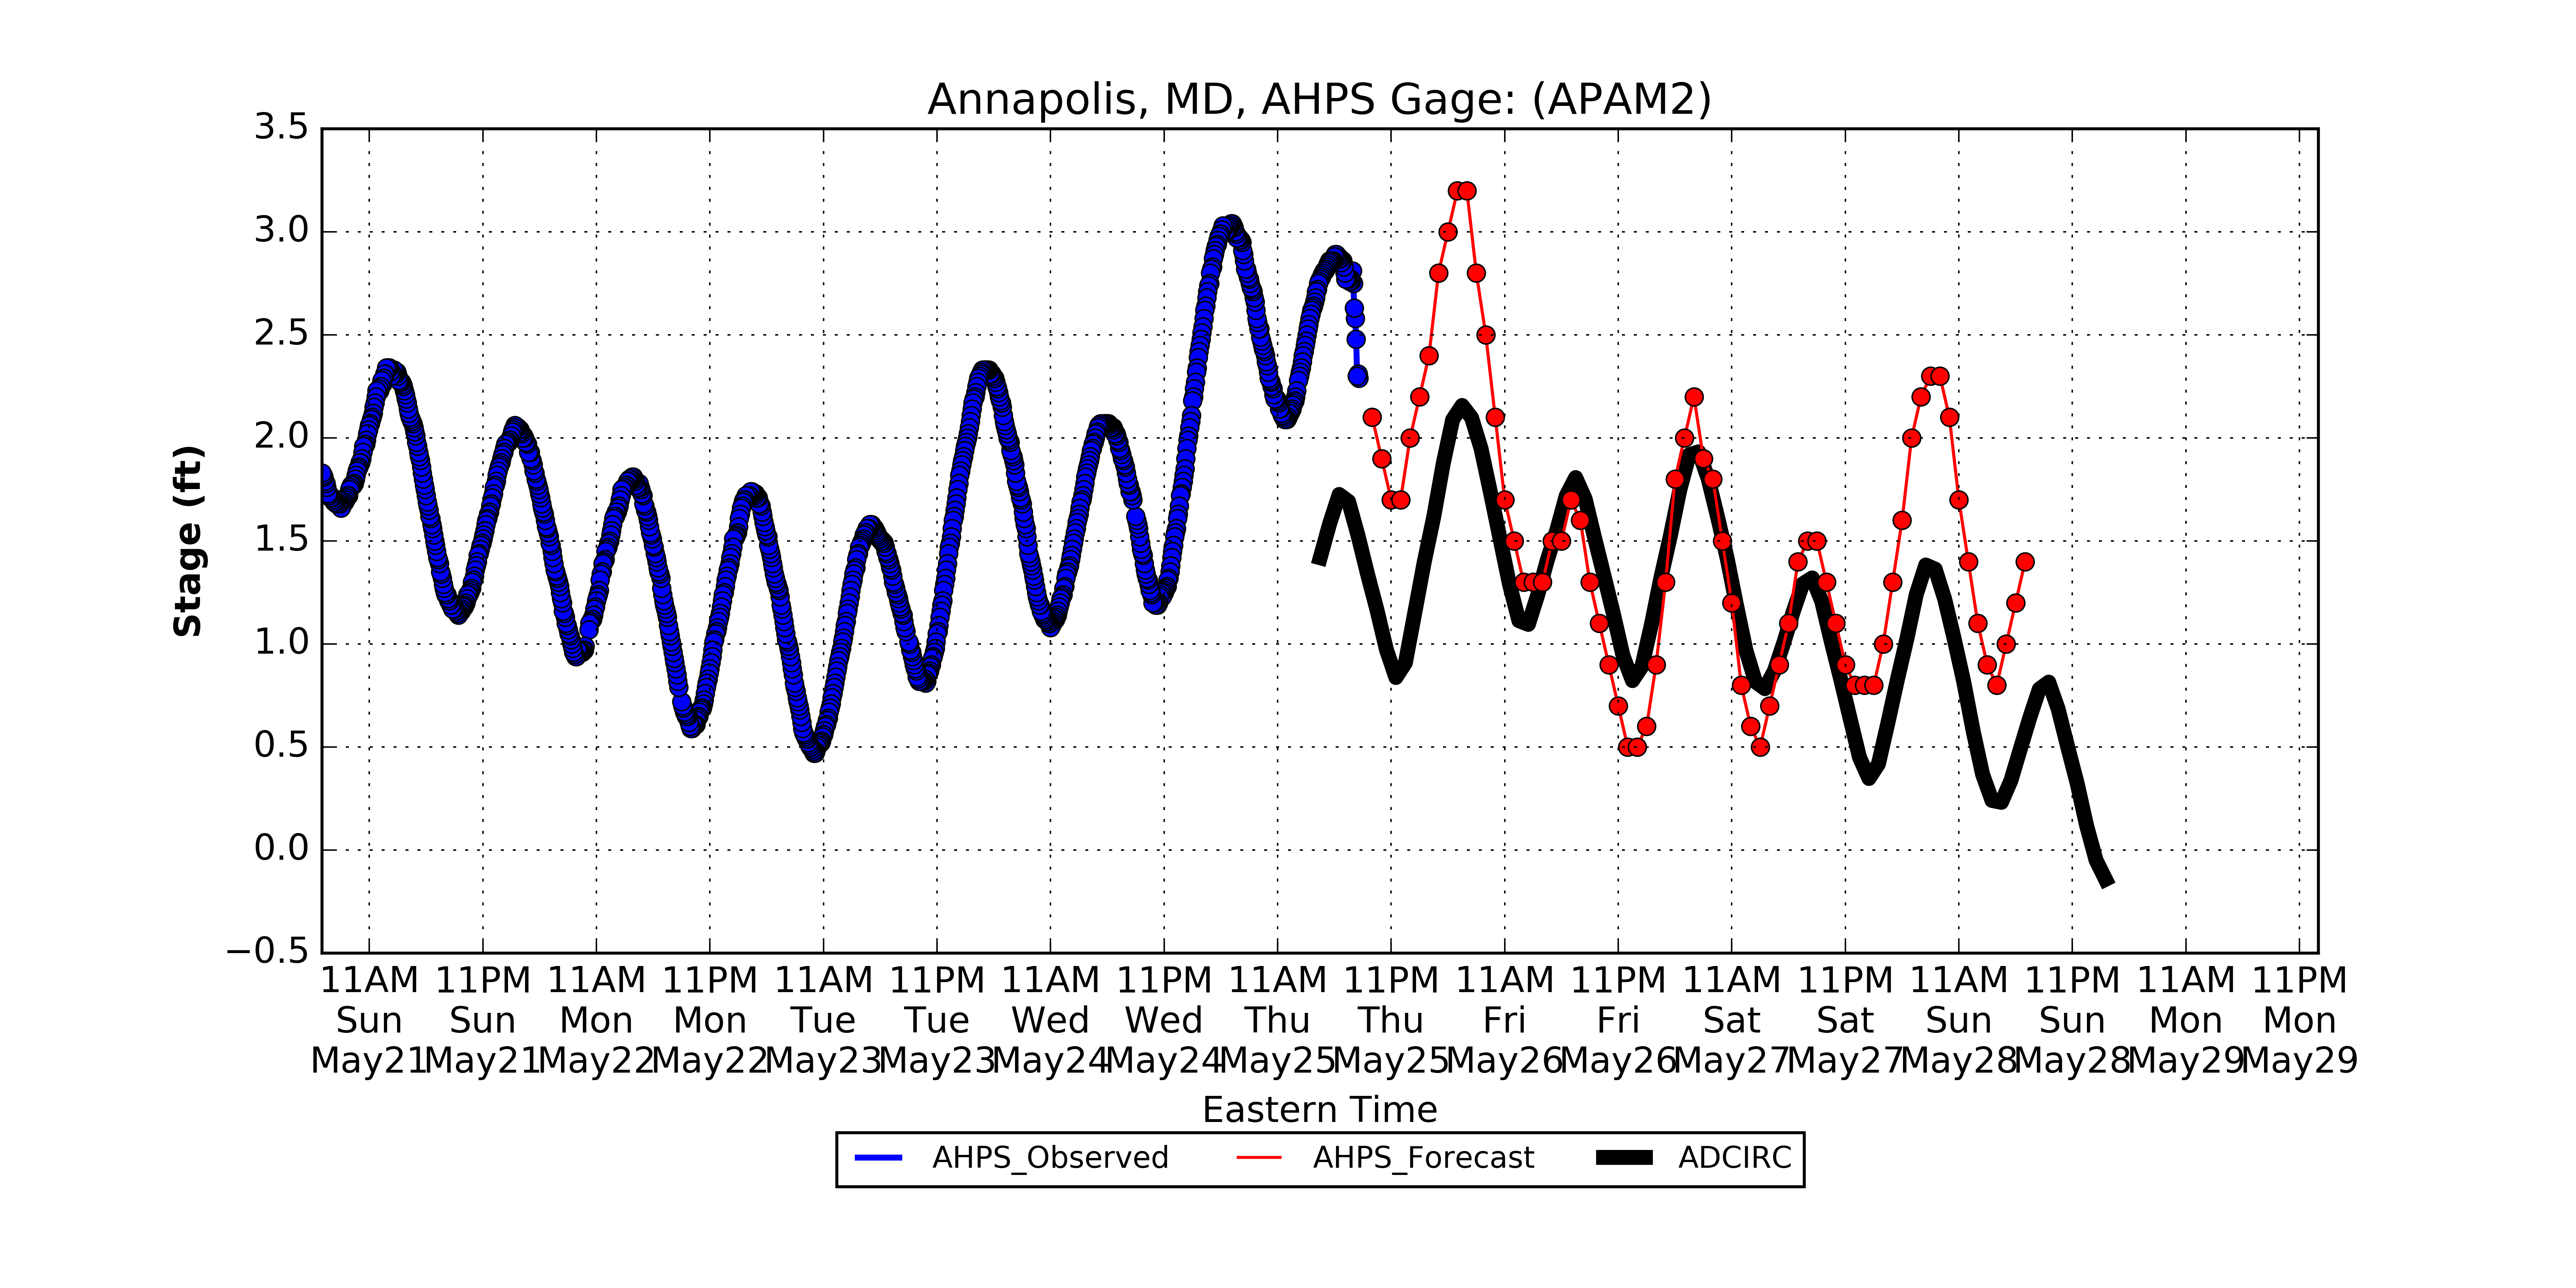 Annapolis, MD, AHPS Gage: (APAM2)
3.5
3.0
2.5
2.0
1.5
1.0
0.5
0.0
−0.5
Stage (ft)
11AM 11PM 11AM 11PM 11AM 11PM 11AM 11PM 11AM 11PM 11AM 11PM 11AM 11PM 11AM 11PM 11AM 11PM
Sun Sun Mon Mon Tue Tue Wed Wed Thu Thu Fri Fri Sat Sat Sun Sun Mon Mon
May21 May21 May22 May22 May23 May23 May24 May24 May25 May25 May26 May26 May27 May27 May28 May28 May29 May29
Eastern Time
AHPS_Observed AHPS_Forecast ADCIRC